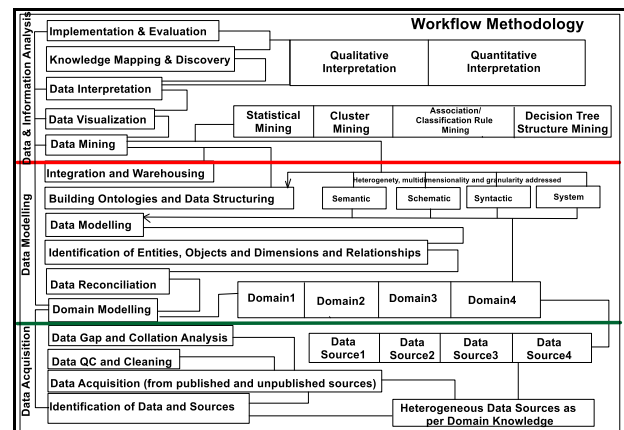 Workflow Methodology
Data & Information Analysis
Implementation & Evaluation
Knowledge Mapping & Discovery
Data Interpretation
Data Visualization
Data Mining
Qualitative
Interpretation
Quantitative
Interpretation
Statistical
Mining
Cluster
Mining
Association/
Classification Rule
Mining
Decision Tree
Structure Mining
Data Modelling
Integration and Warehousing
Building Ontologies and Data Structuring
Data Modelling
Identification of Entities, Objects and Dimensions and Relationships
Data Reconciliation
Domain Modelling
Heterogenety, multidimensionality and granularity addressed
Semantic
Schematic
Syntactic
System
Domain1
Domain2
Domain3
Domain4
Data Acquisition
Data Gap and Collation Analysis
Data QC and Cleaning
Data Acquisition (from published and unpublished sources)
Identification of Data and Sources
Data
Source1
Data
Source2
Data
Source3
Data
Source4
Heterogeneous Data Sources as
per Domain Knowledge